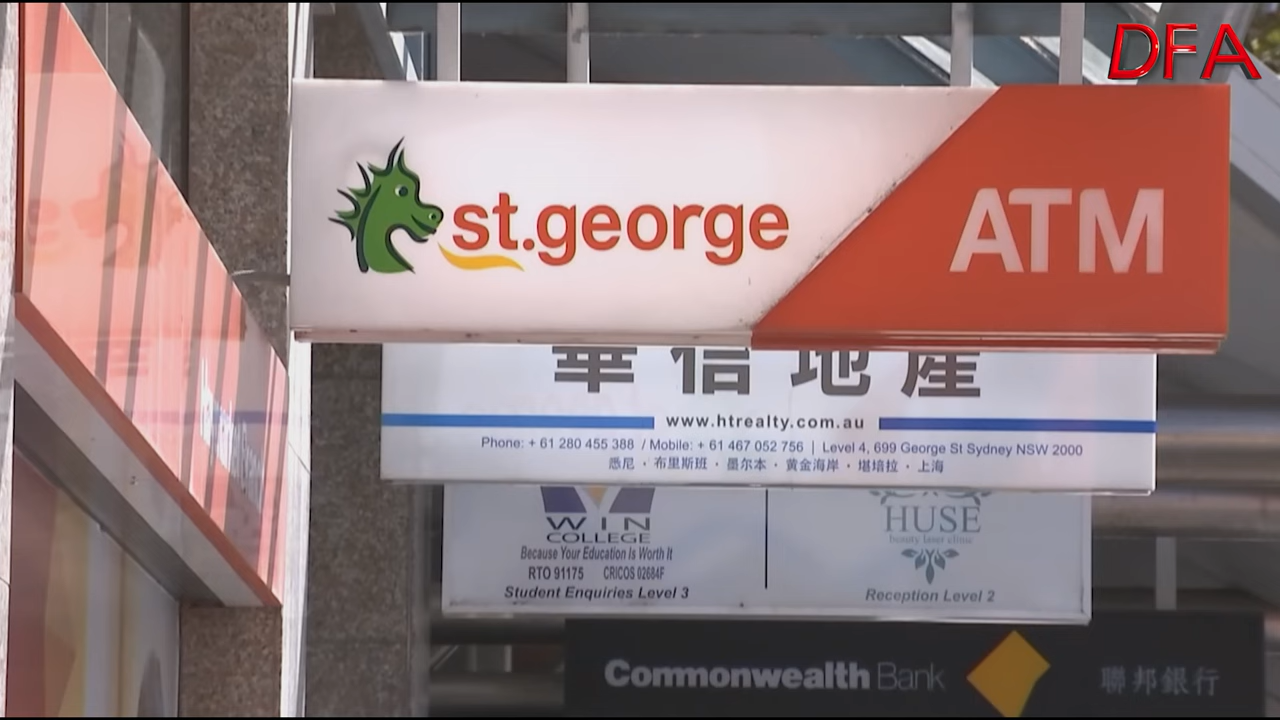 DFA
st.george ATM
華信地產
www.htrealty.com.au
Phone: + 61 280 455 388 / Mobile: + 61 467 052 756 | Level 4, 699 George St Sydney NSW 2000
悉尼 · 布里斯班 · 墨尔本 · 黄金海岸 · 堪培拉 · 上海
WIN
COLLEGE
Because Your Education Is Worth It
RTO 91175 CRICOS 02684F
Student Enquiries Level 3
HUSE
beauty laser clinic
Reception Level 2
Commonwealth Bank 聯邦銀行